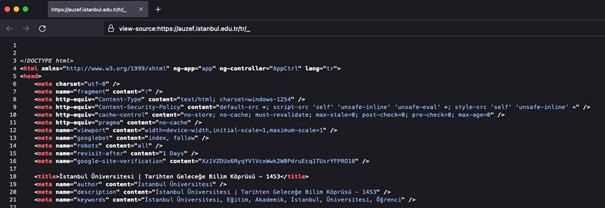 https://auzef.istanbul.edu.tr/tr/_
view-source:https://auzef.istanbul.edu.tr/tr/_
1
2
3 <!DOCTYPE html>
4 <html xmlns="http://www.w3.org/1999/xhtml" ng-app="app" ng-controller="AppCtrl" lang="tr">
5 <head>
6 <meta charset="utf-8" />
7 <meta name="fragment" content="!" />
8 <meta http-equiv="Content-Type" content="text/html; charset=windows-1254" />
9 <meta http-equiv="Content-Security-Policy" content="default-src *; script-src 'self' 'unsafe-inline' 'unsafe-eval' *; style-src 'self' 'unsafe-inline' *" />
10 <meta http-equiv="cache-control" content="no-store; no-cache; must-revalidate; max-stale=0; post-check=0; pre-check=0; max-age=0" />
11 <meta http-equiv="pragma" content="no-cache" />
12 <meta name="viewport" content="width=device-width,initial-scale=1,maximum-scale=1" />
13 <meta name="googlebot" content="index, follow" />
14 <meta name="robots" content="all" />
15 <meta name="revisit-after" content="1 Days" />
16 <meta name="google-site-verification" />
17
18 <title>İstanbul Üniversitesi | Tarihten Geleceğe Bilim Köprüsü - 1453</title>
19 <meta name="author" content="İstanbul Üniversitesi" />
20 <meta name="description" content="İstanbul Üniversitesi | Tarihten Geleceğe Bilim Köprüsü - 1453" />
21 <meta name="keywords" content="İstanbul Üniversitesi, Eğitim, Akademik, İstanbul, Üniversitesi, Öğrenci" />